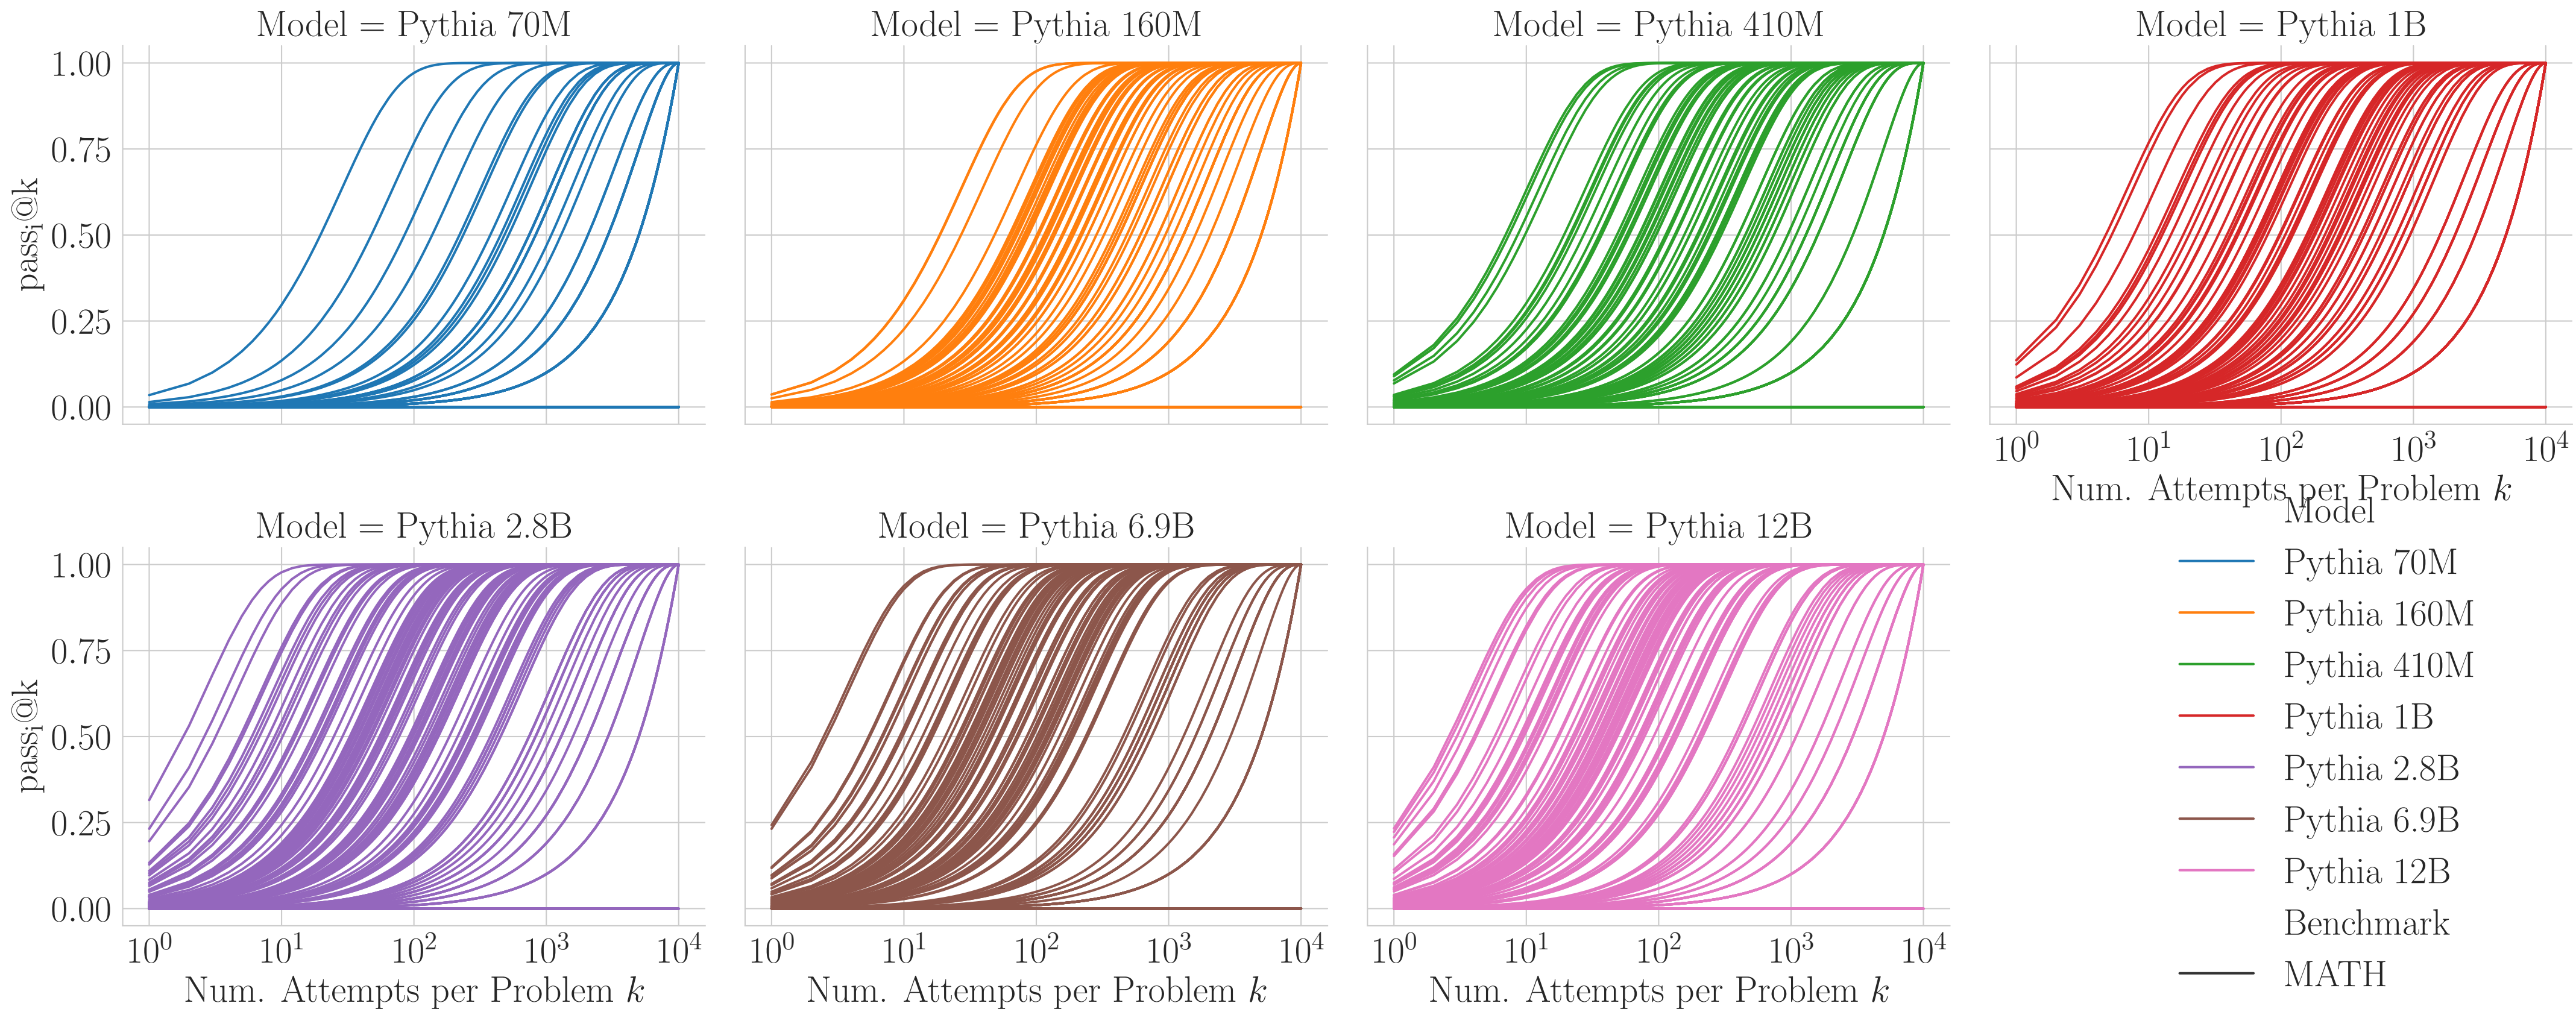 Model = Pythia 70M
Model = Pythia 160M
Model = Pythia 410M
Model = Pythia 1B
1.00
0.75
0.50
0.25
0.00
pass_i@k
10^0 10^1 10^2 10^3 10^4
Num. Attempts per Problem k
Model = Pythia 2.8B
Model = Pythia 6.9B
Model = Pythia 12B
1.00
0.75
0.50
0.25
0.00
pass_i@k
10^0 10^1 10^2 10^3 10^4
Num. Attempts per Problem k
10^0 10^1 10^2 10^3 10^4
Num. Attempts per Problem k
10^0 10^1 10^2 10^3 10^4
Num. Attempts per Problem k
Model
Pythia 70M
Pythia 160M
Pythia 410M
Pythia 1B
Pythia 2.8B
Pythia 6.9B
Pythia 12B
Benchmark
MATH